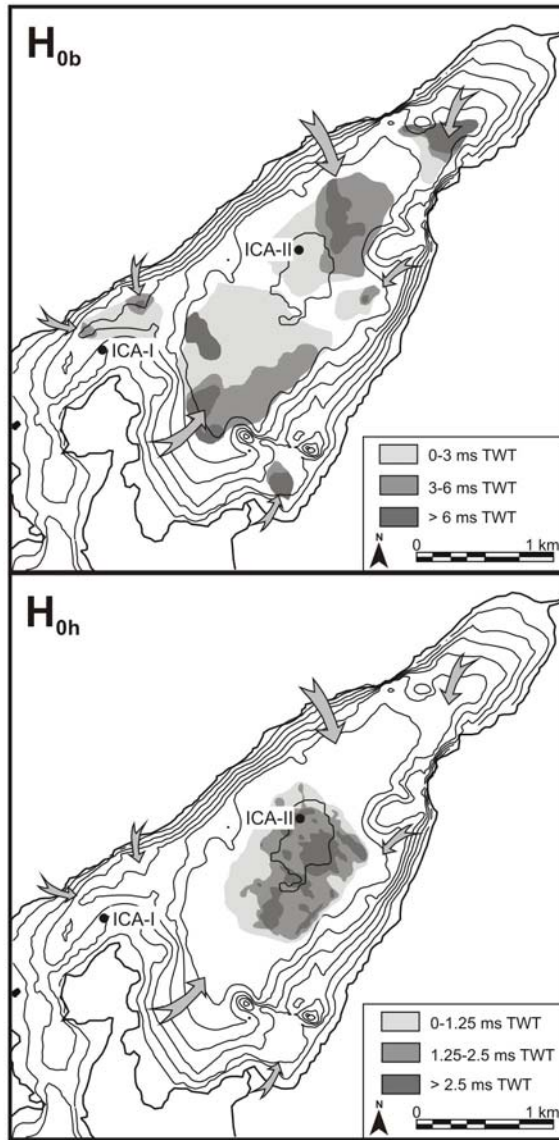 H0b
ICA-II
ICA-I
0-3 ms TWT
3-6 ms TWT
> 6 ms TWT
N
0 1 km
H0h
ICA-II
ICA-I
0-1.25 ms TWT
1.25-2.5 ms TWT
> 2.5 ms TWT
N
0 1 km